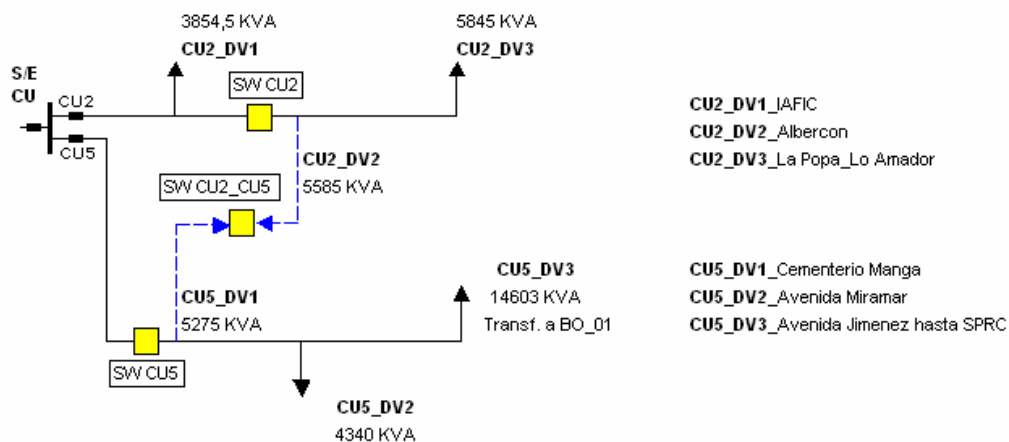 3854,5 KVA
CU2_DV1
5845 KVA
CU2_DV3
S/E
CU
CU2
CU5
SW CU2
CU2_DV2
5585 KVA
SW CU2_CU5
CU5_DV1
5275 KVA
SW CU5
CU5_DV3
14603 KVA
Transf. a BO_01
CU5_DV2
4340 KVA
CU2_DV1_IAFIC
CU2_DV2_Albercon
CU2_DV3_La Popa_Lo Amador
CU5_DV1_Cementerio Manga
CU5_DV2_Avenida Miramar
CU5_DV3_Avenida Jimenez hasta SPRC